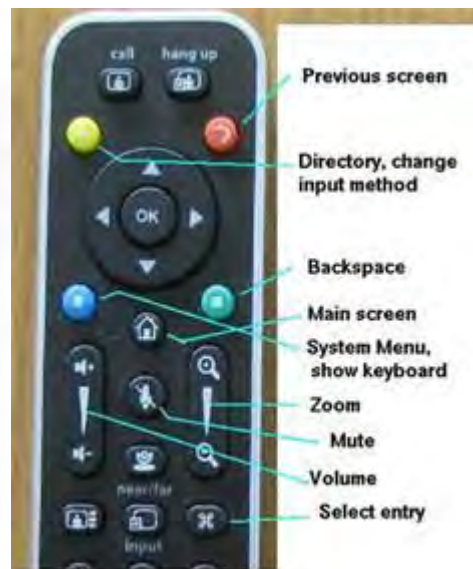 call hang up
Previous screen
Directory, change
input method
OK
Backspace
Main screen
System Menu,
show keyboard
Zoom
Mute
Volume
near/far
Select entry
input